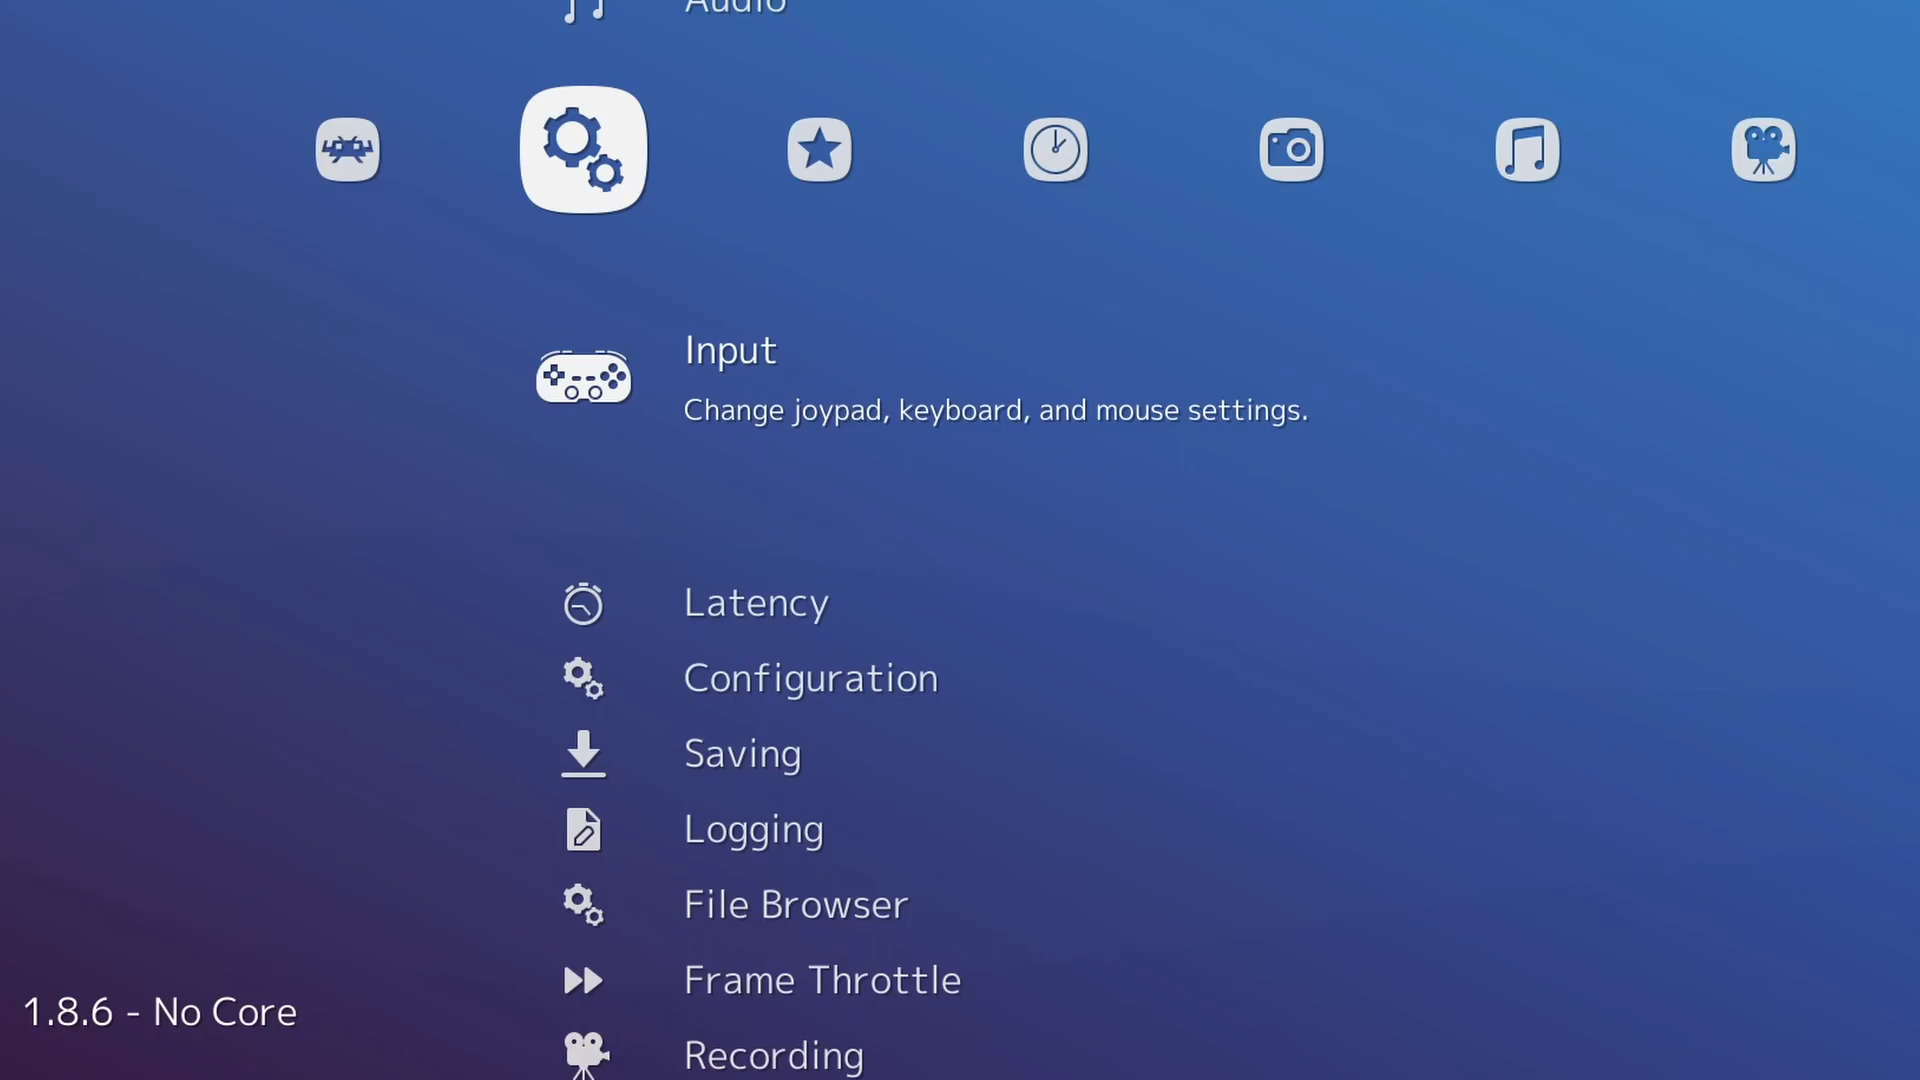 Audio
Input
Change joypad, keyboard, and mouse settings.
Latency
Configuration
Saving
Logging
File Browser
Frame Throttle
1.8.6 - No Core
Recording